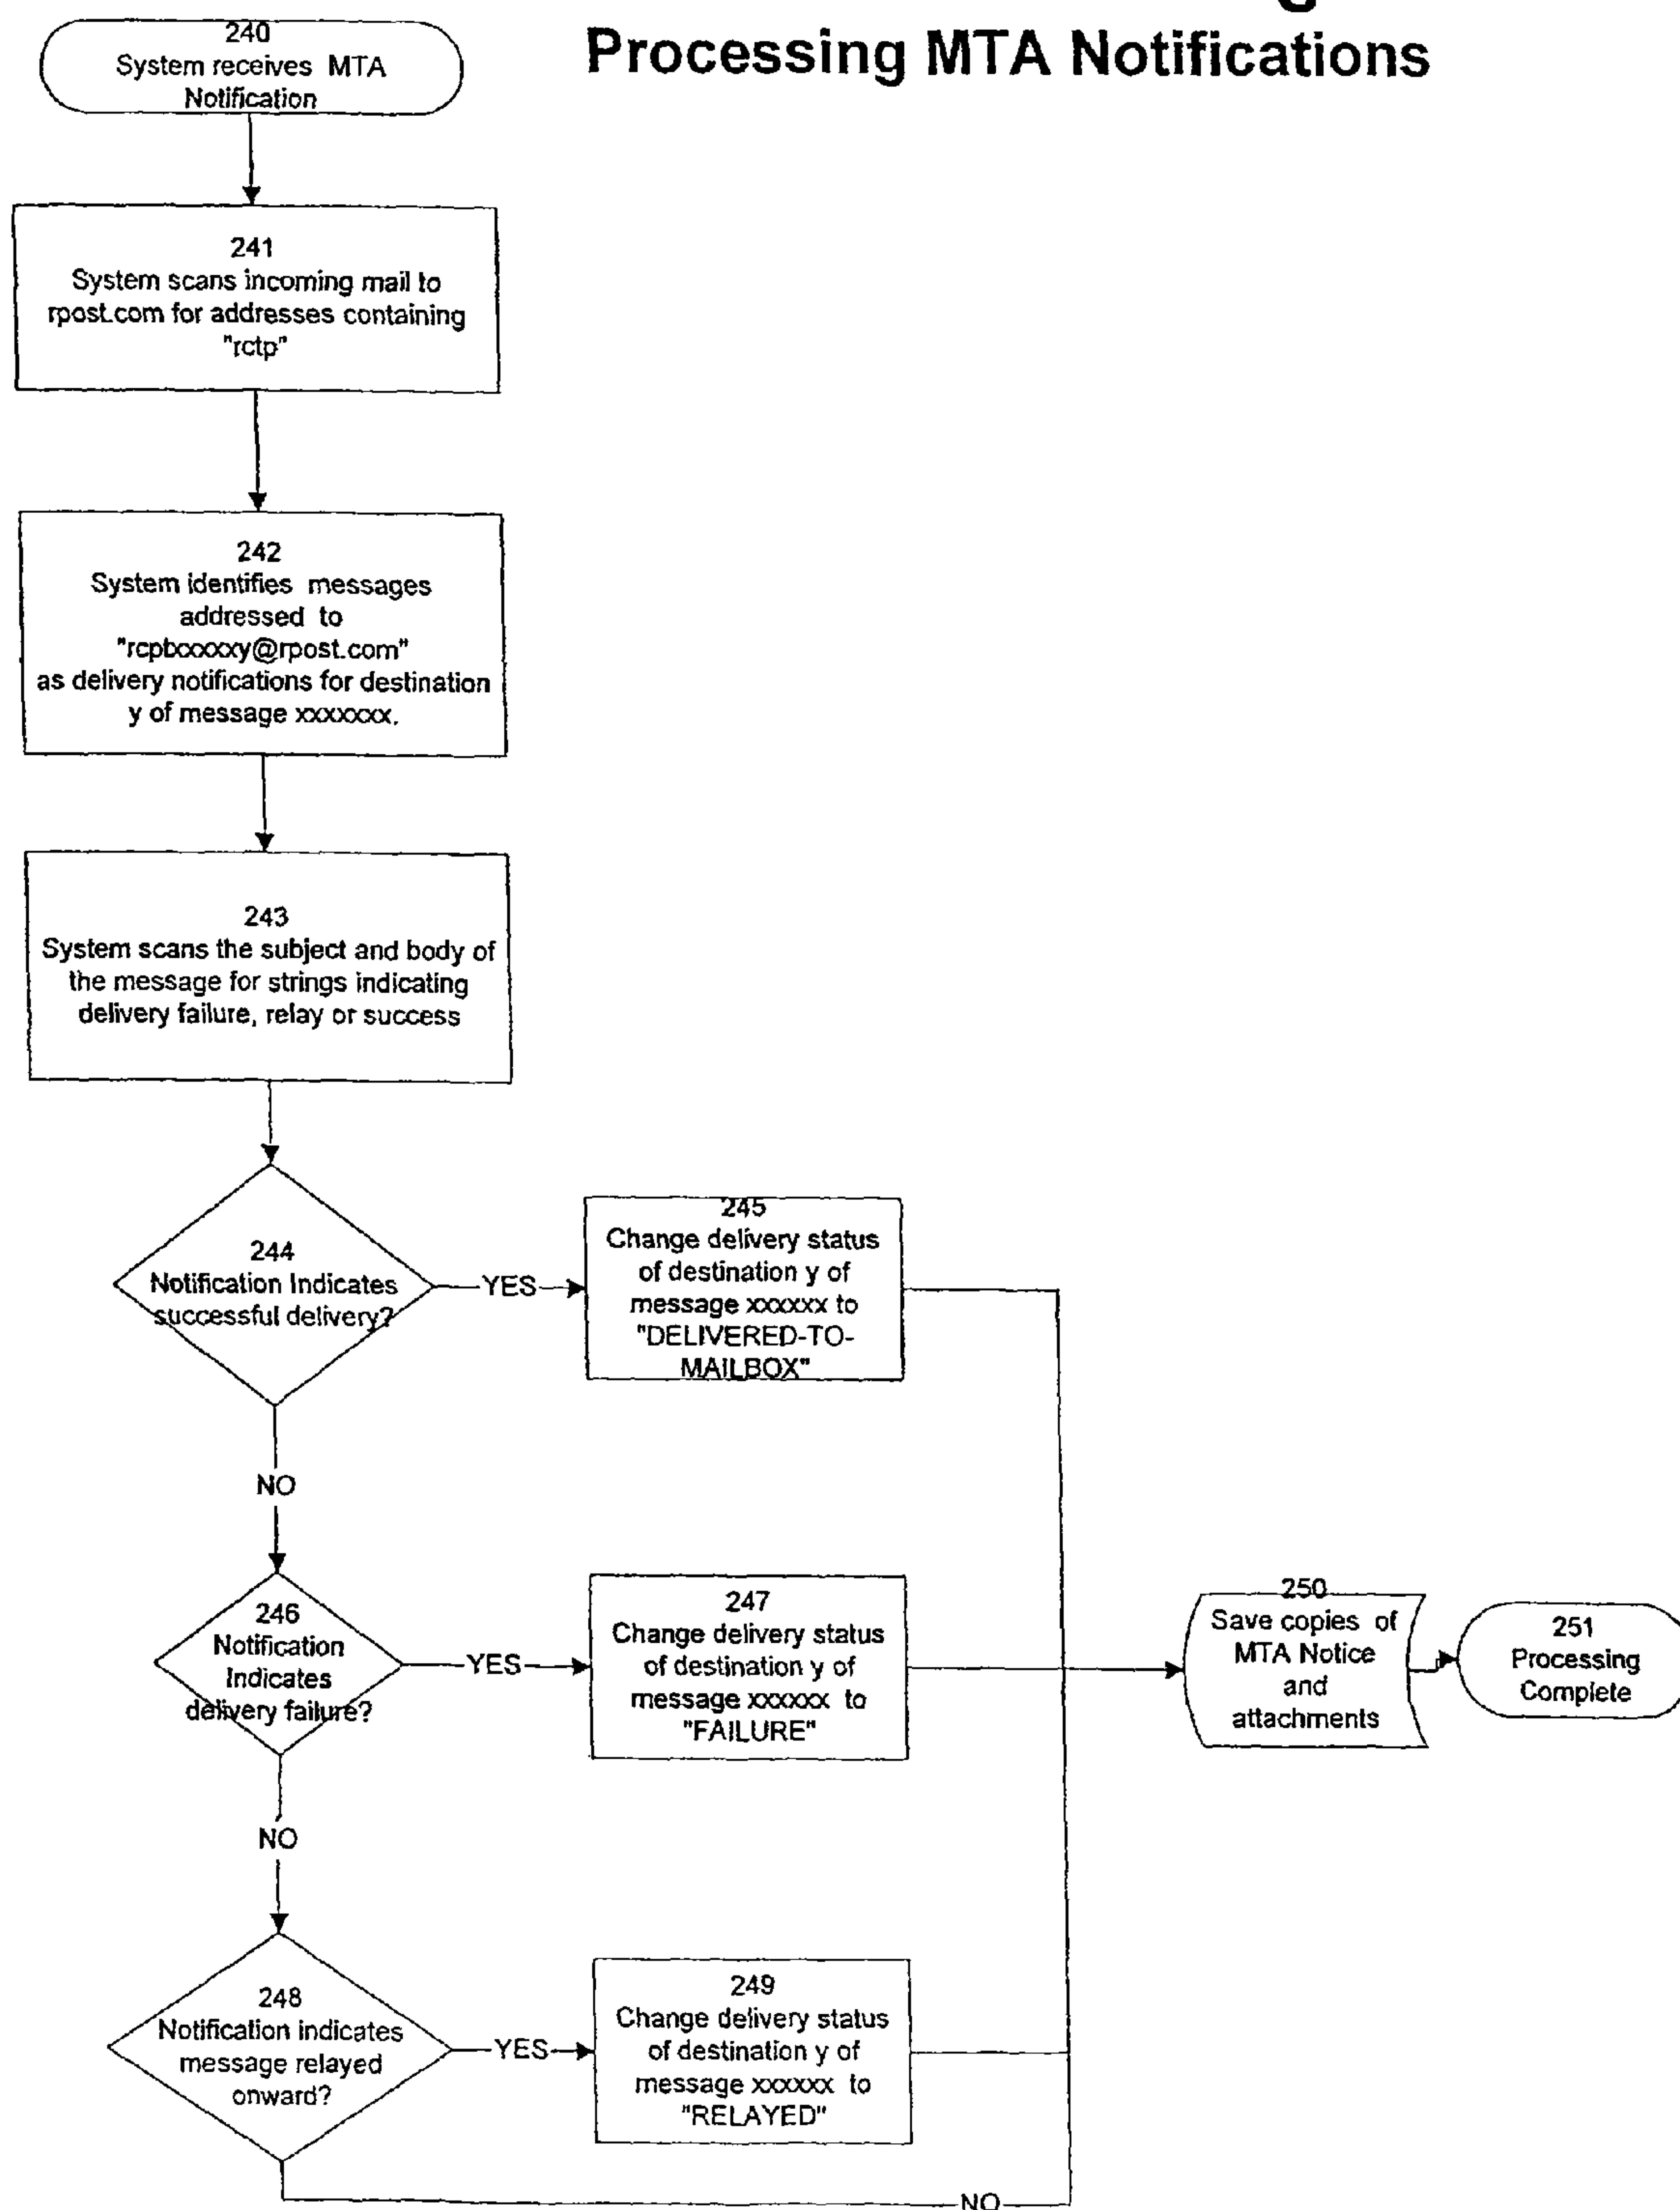 Processing MTA Notifications
240
System receives MTA
Notification
241
System scans incoming mail to
rpost.com for addresses containing
"rctp"
242
System identifies messages
addressed to
"rcptxxxxxy@rpost.com"
as delivery notifications for destination
y of message xxxxxxx.
243
System scans the subject and body of
the message for strings indicating
delivery failure, relay or success
244
Notification Indicates
successful delivery?
YES
245
Change delivery status
of destination y of
message xxxxxx to
"DELIVERED-TO-
MAILBOX"
NO
246
Notification
Indicates
delivery failure?
YES
247
Change delivery status
of destination y of
message xxxxxx to
"FAILURE"
250
Save copies of
MTA Notice
and
attachments
251
Processing
Complete
NO
248
Notification indicates
message relayed
onward?
YES
249
Change delivery status
of destination y of
message xxxxxx to
"RELAYED"
NO